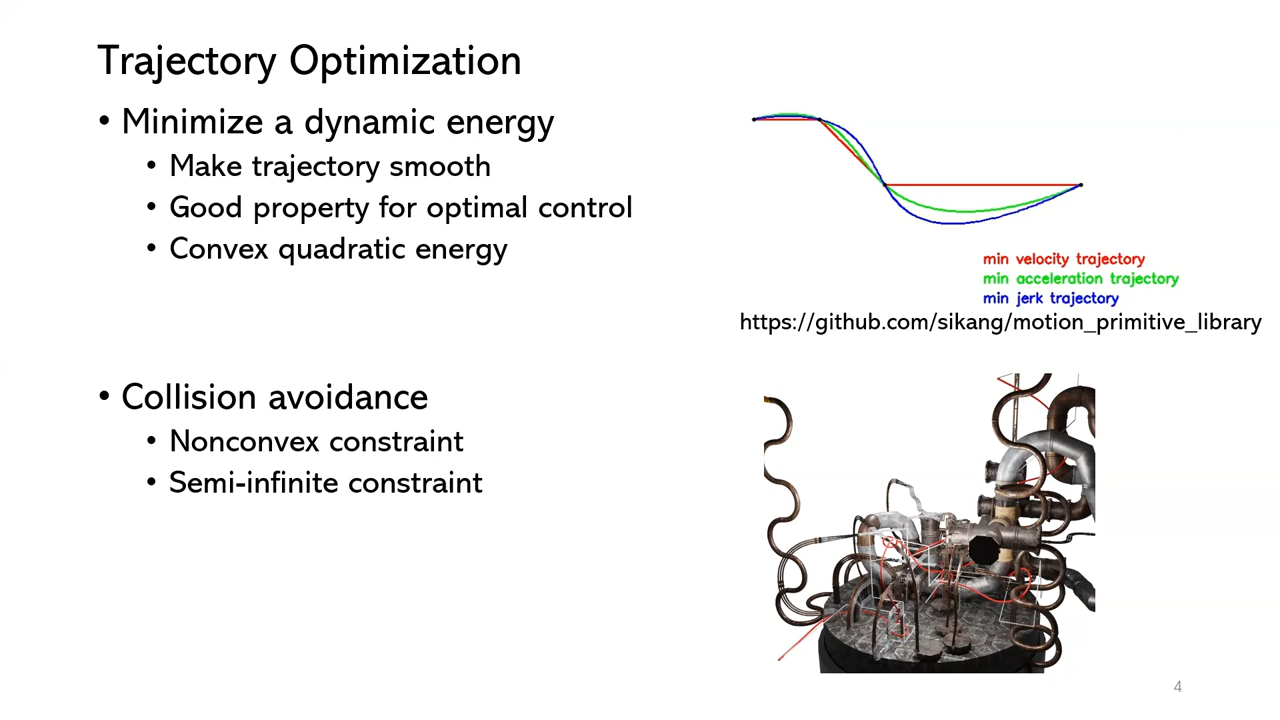 Trajectory Optimization
• Minimize a dynamic energy
• Make trajectory smooth
• Good property for optimal control
• Convex quadratic energy
min velocity trajectory
min acceleration trajectory
min jerk trajectory
https://github.com/sikang/motion_primitive_library
• Collision avoidance
• Nonconvex constraint
• Semi-infinite constraint
4